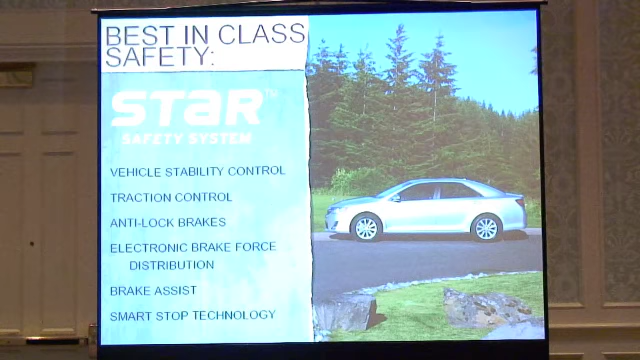 BEST IN CLASS
SAFETY:
STaR™
SAFETY SYSTEM
VEHICLE STABILITY CONTROL
TRACTION CONTROL
ANTI-LOCK BRAKES
ELECTRONIC BRAKE FORCE
DISTRIBUTION
BRAKE ASSIST
SMART STOP TECHNOLOGY